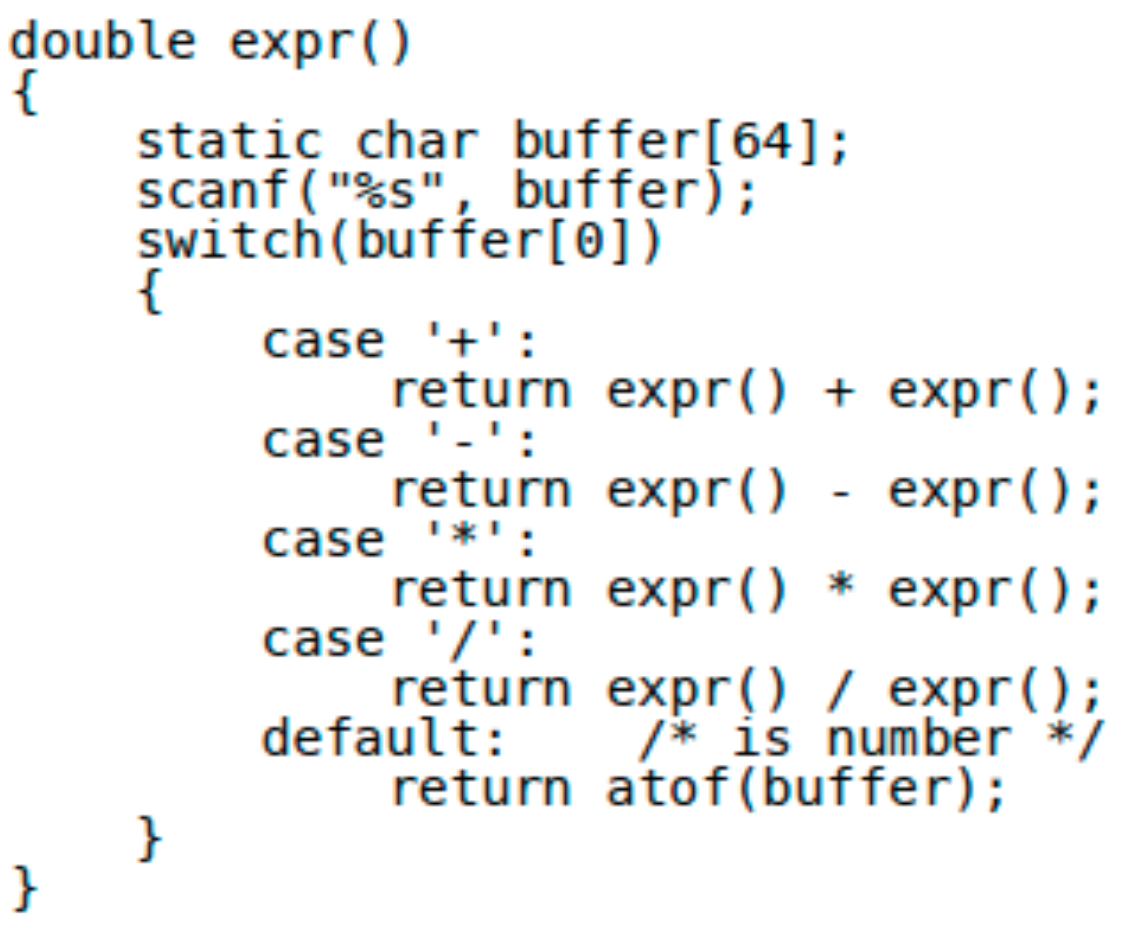 double expr()
{
    static char buffer[64];
    scanf("%s", buffer);
    switch(buffer[0])
    {
        case '+':
            return expr() + expr();
        case '-':
            return expr() - expr();
        case '*':
            return expr() * expr();
        case '/':
            return expr() / expr();
        default:    /* is number */
            return atof(buffer);
    }
}